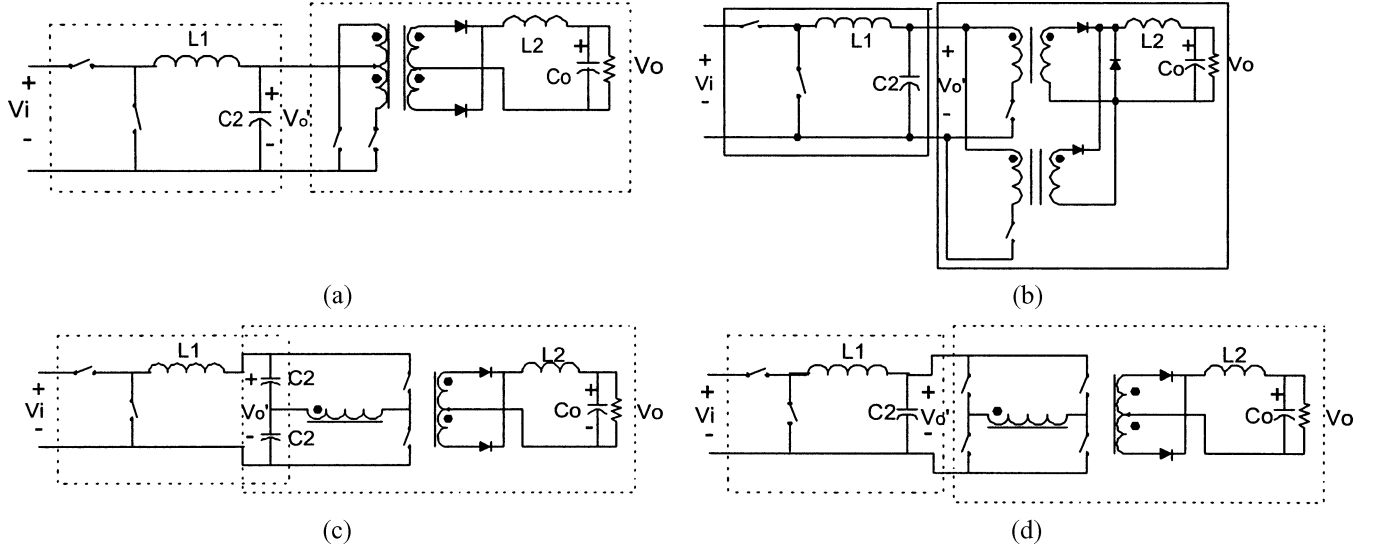 L1
+
Vi
-
C2
+
Vo'
-
L2
+
Co
Vo
(a)
+
Vi
-
L1
C2
+
Vo'
-
L2
+
Co
Vo
(b)
+
Vi
-
L1
+
C2
Vo'
-
C2
L2
+
Co
-
Vo
(c)
+
Vi
-
L1
C2
+
Vo'
-
L2
+
Co
Vo
(d)